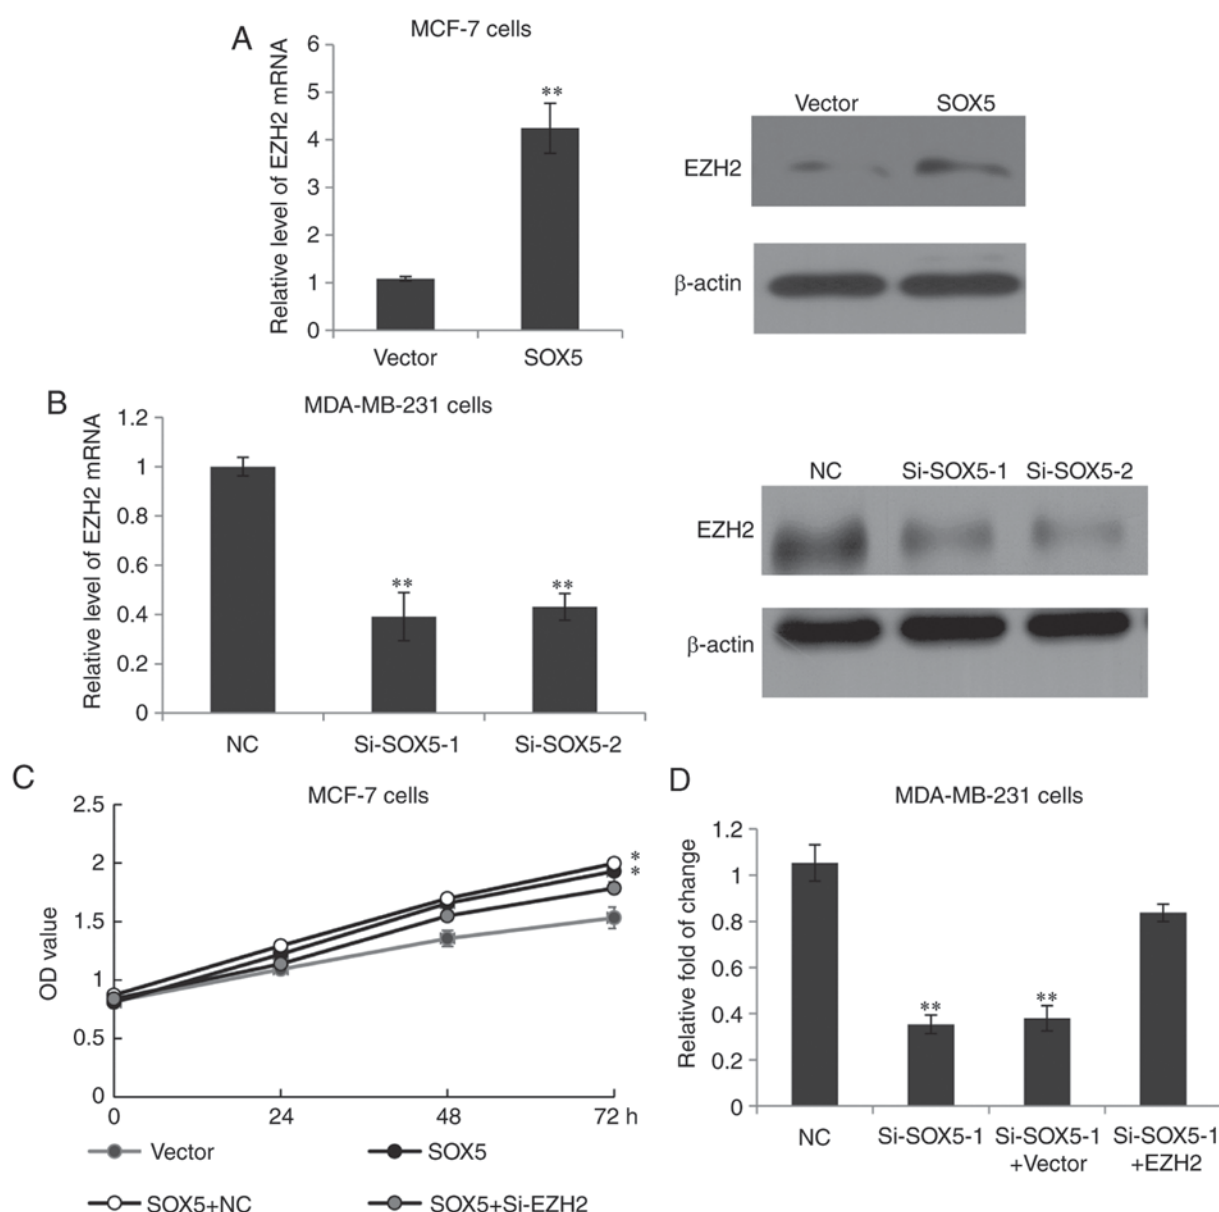 A
MCF-7 cells
Relative level of EZH2 mRNA
6
5
4
3
2
1
0
**
Vector
SOX5
Vector SOX5
EZH2
β-actin
B
MDA-MB-231 cells
Relative level of EZH2 mRNA
1.2
1
0.8
0.6
0.4
0.2
0
**
**
NC
Si-SOX5-1
Si-SOX5-2
NC Si-SOX5-1 Si-SOX5-2
EZH2
β-actin
C
MCF-7 cells
OD value
2.5
2
1.5
1
0.5
0
*
*
0 24 48 72 h
Vector
SOX5
SOX5+NC
SOX5+Si-EZH2
D
MDA-MB-231 cells
Relative fold of change
1.2
1
0.8
0.6
0.4
0.2
0
**
**
NC
Si-SOX5-1
Si-SOX5-1
+Vector
Si-SOX5-1
+EZH2